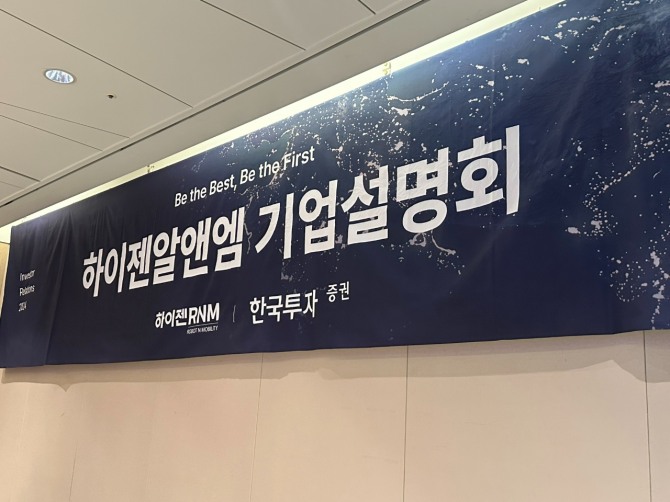 Be the Best, Be the First
하이젠알앤엠 기업설명회
Investor
Relations
2024
하이젠RNM
ROBOT N MOBILITY
한국투자 증권